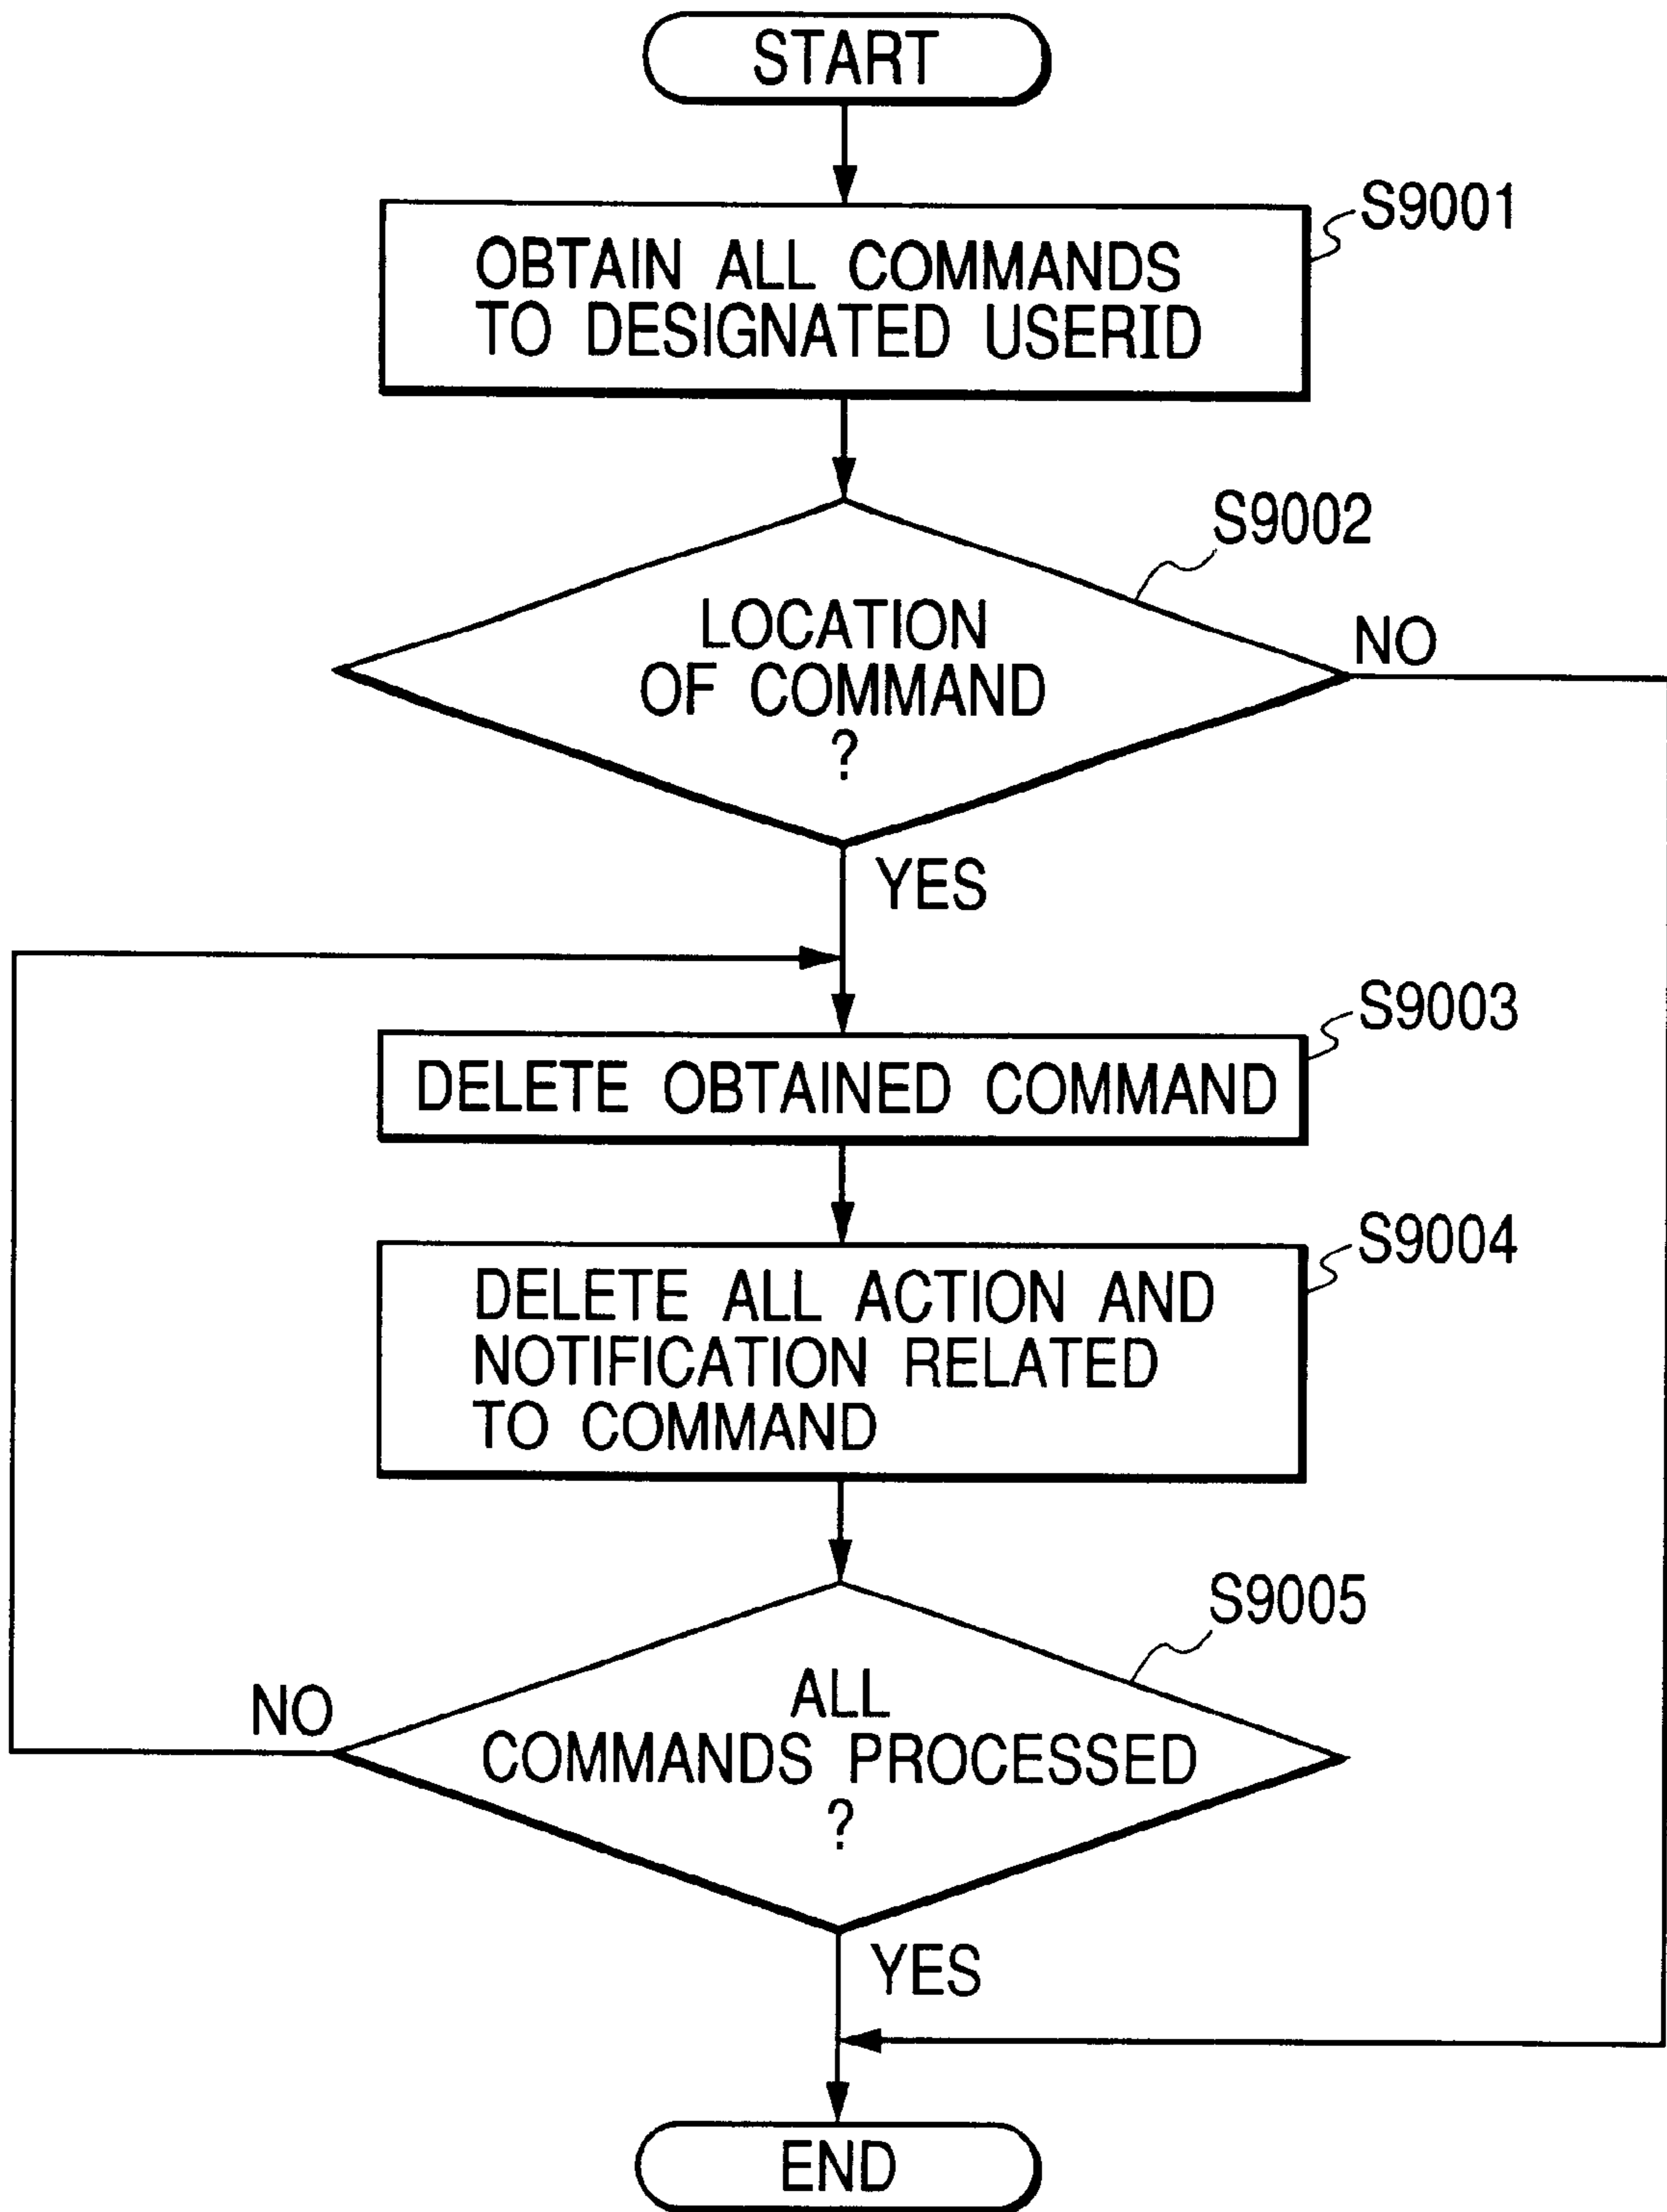 START
S9001
OBTAIN ALL COMMANDS
TO DESIGNATED USERID
S9002
LOCATION
OF COMMAND
?
NO
YES
S9003
DELETE OBTAINED COMMAND
S9004
DELETE ALL ACTION AND
NOTIFICATION RELATED
TO COMMAND
S9005
ALL
COMMANDS PROCESSED
?
NO
YES
END